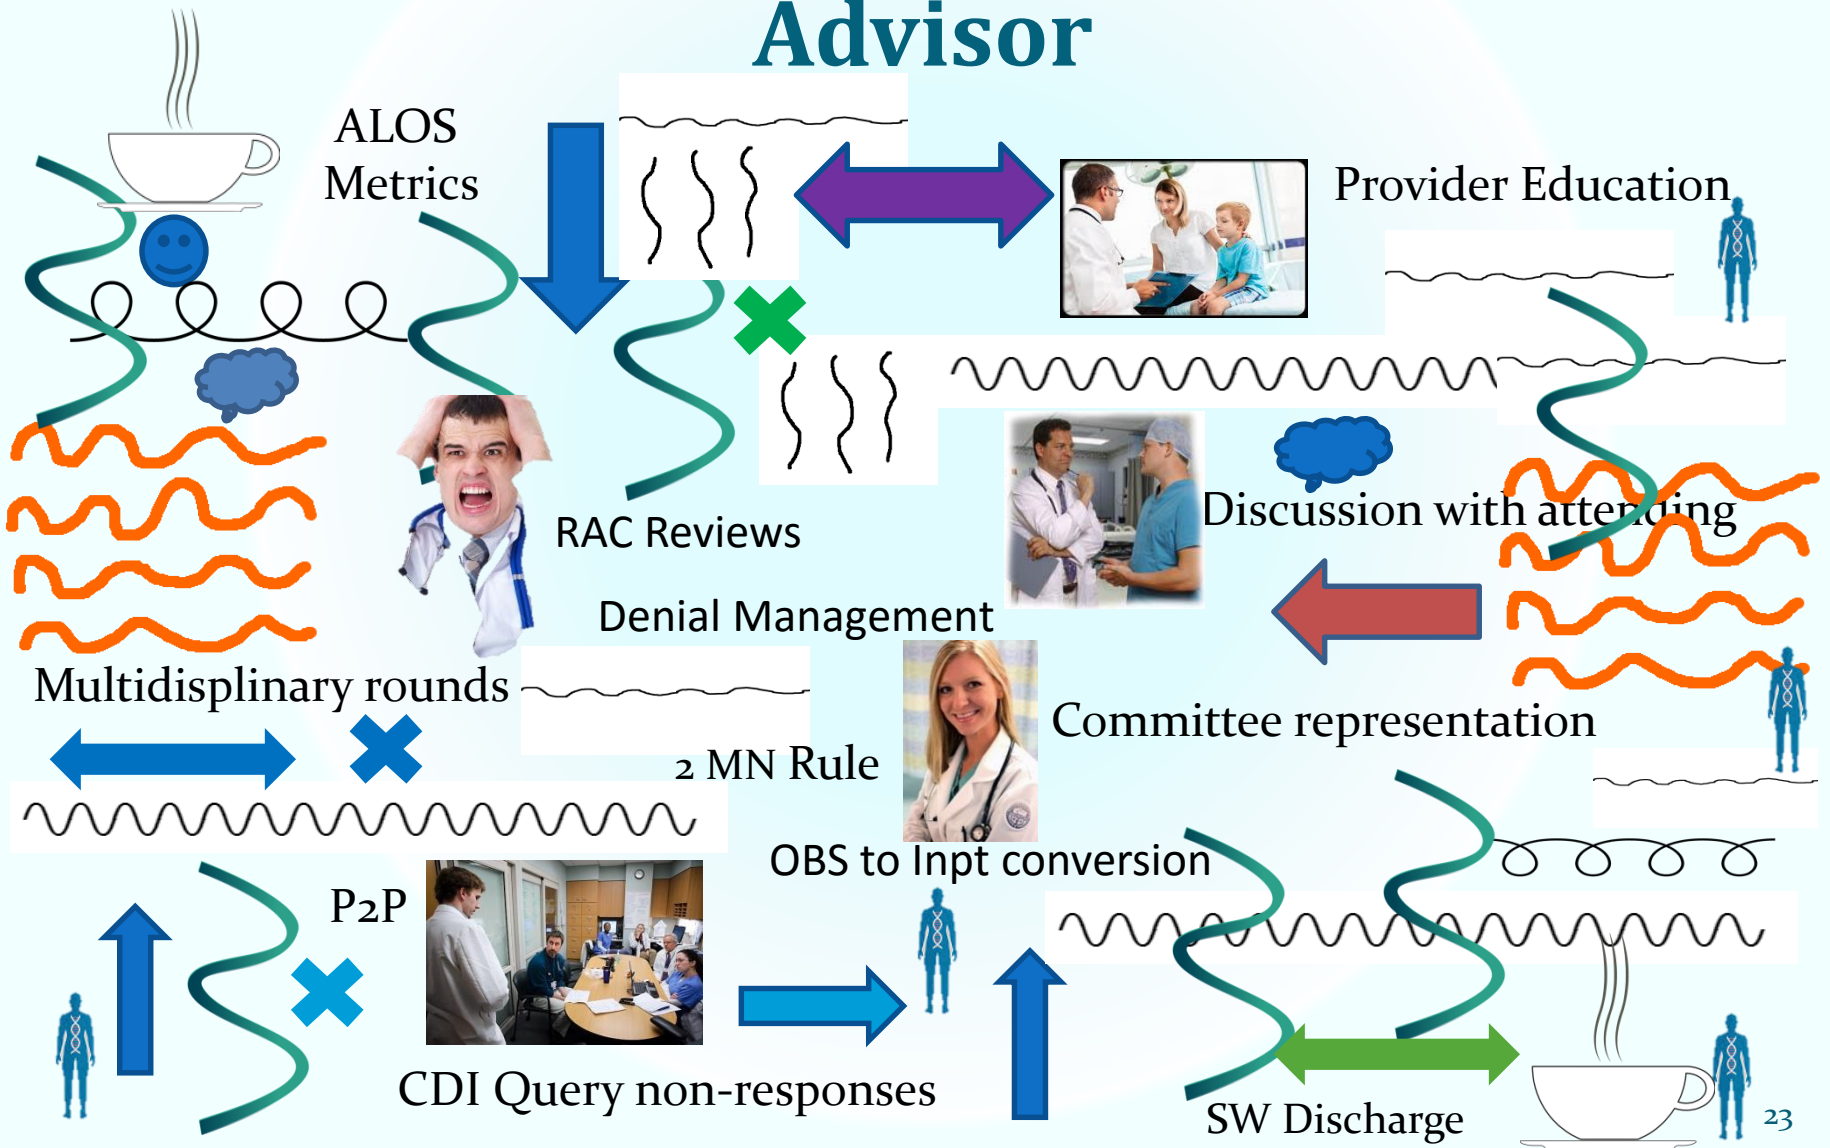 Advisor
ALOS
Metrics
Provider Education
RAC Reviews
Discussion with attending
Denial Management
Multidisplinary rounds
Committee representation
2 MN Rule
OBS to Inpt conversion
P2P
CDI Query non-responses
SW Discharge
23